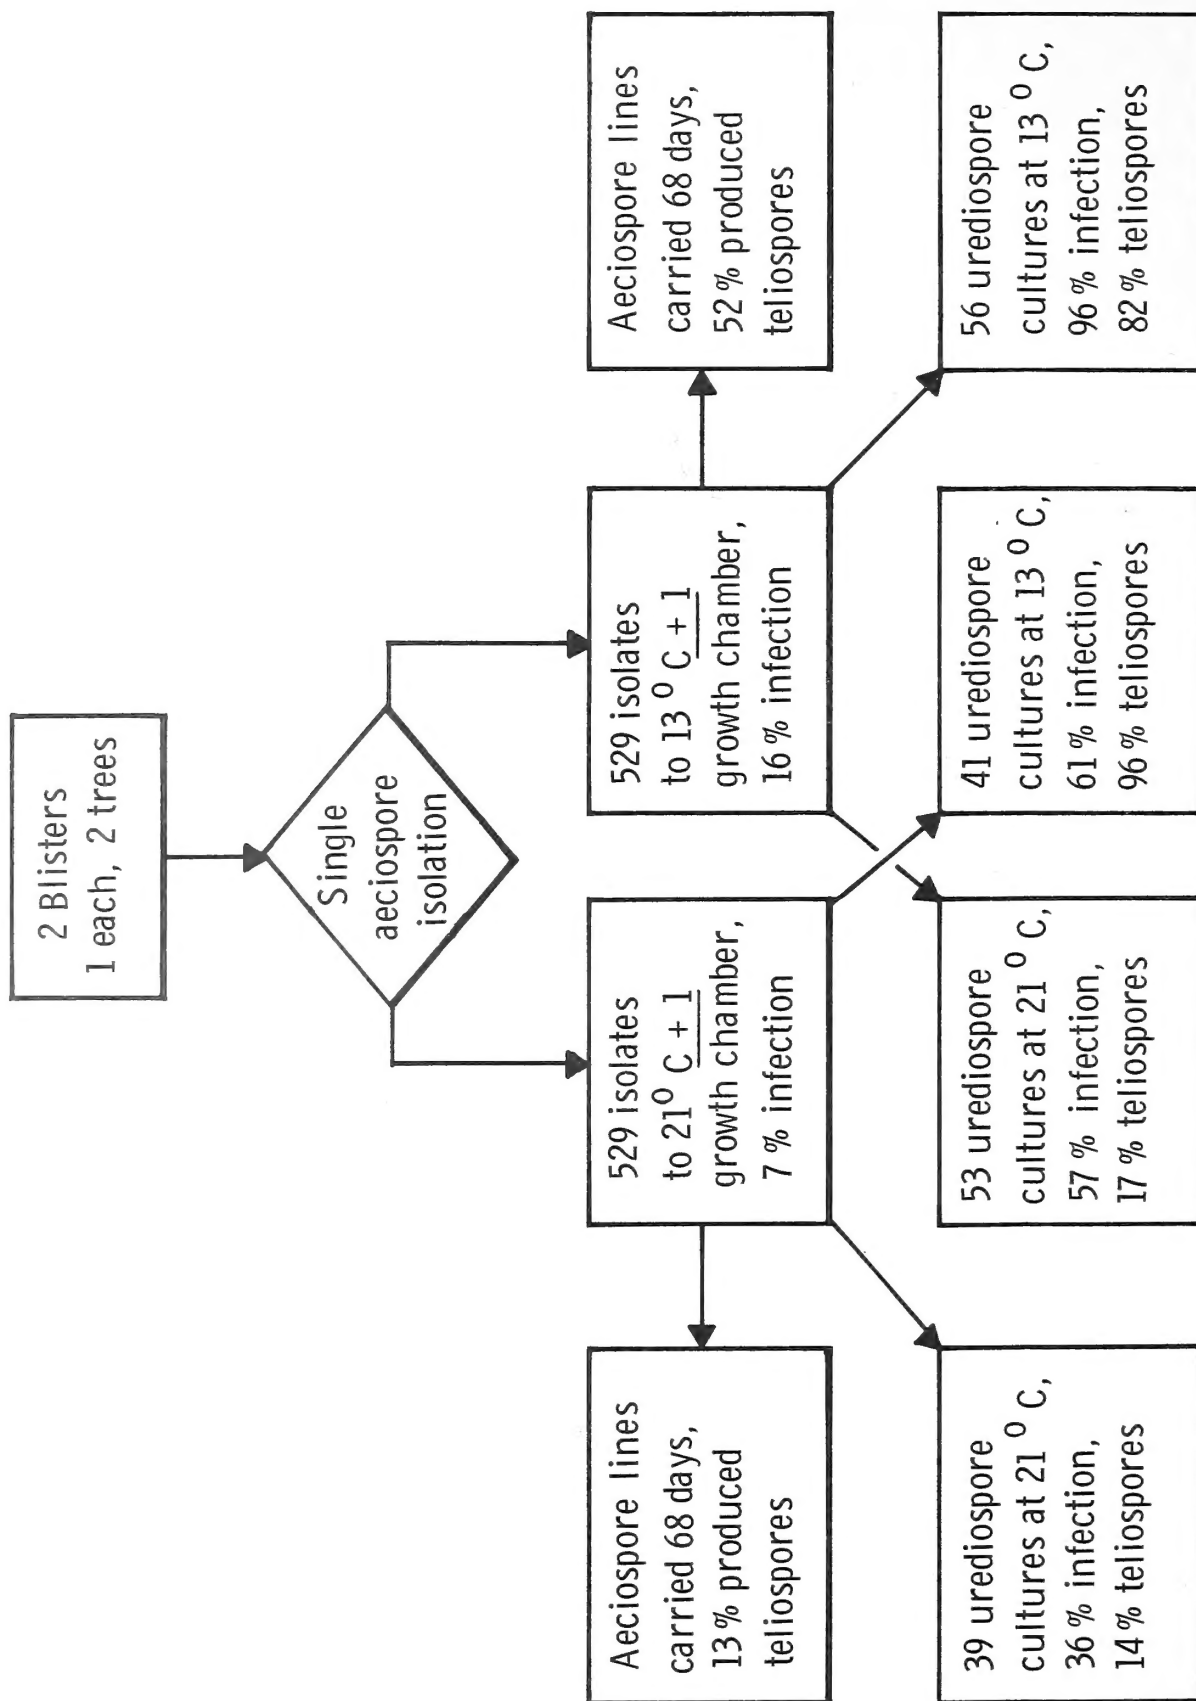 2 Blisters
1 each, 2 trees
Single
aeciospore
isolation
529 isolates
to 21° C + 1
growth chamber,
7 % infection
529 isolates
to 13° C + 1
growth chamber,
16 % infection
Aeciospore lines
carried 68 days,
13 % produced
teliospores
Aeciospore lines
carried 68 days,
52 % produced
teliospores
39 urediospore
cultures at 21° C,
36 % infection,
14 % teliospores
53 urediospore
cultures at 21° C,
57 % infection,
17 % teliospores
41 urediospore
cultures at 13° C,
61 % infection,
96 % teliospores
56 urediospore
cultures at 13° C,
96 % infection,
82 % teliospores